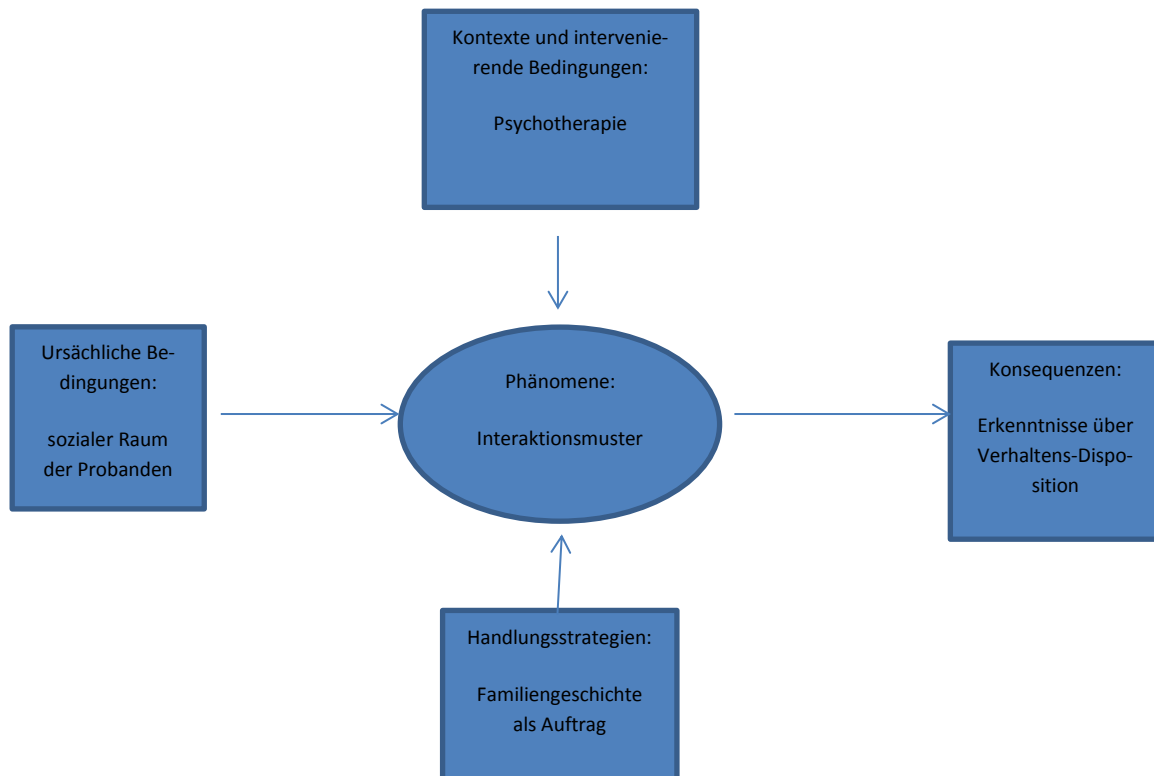 Kontexte und intervenie-
rende Bedingungen:
Psychotherapie
Ursächliche Be-
dingungen:
sozialer Raum
der Probanden
Phänomene:
Interaktionsmuster
Konsequenzen:
Erkenntnisse über
Verhaltens-Dispo-
sition
Handlungsstrategien:
Familiengeschichte
als Auftrag